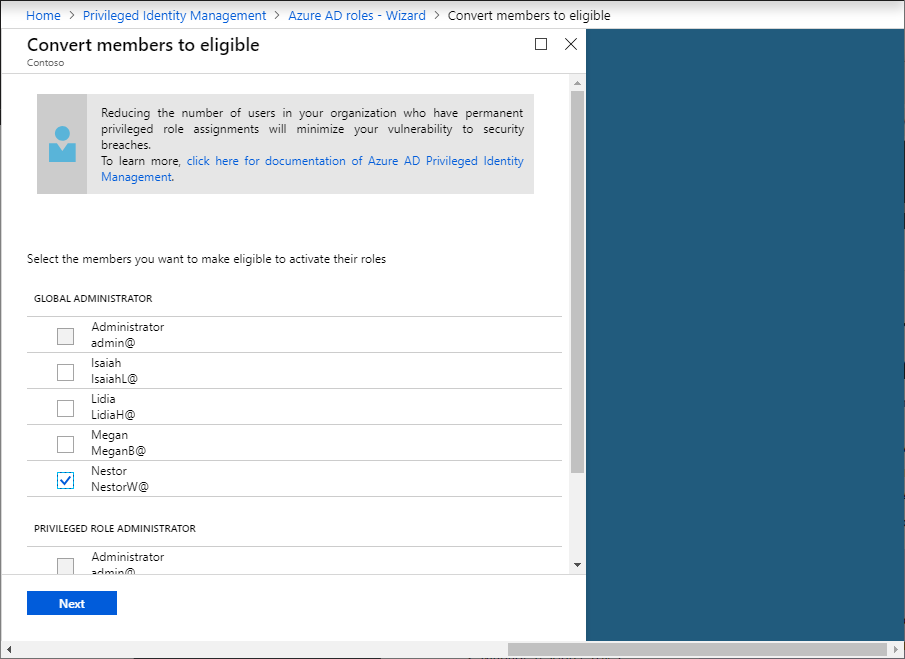 Home > Privileged Identity Management > Azure AD roles - Wizard > Convert members to eligible
Convert members to eligible
Contoso
Reducing the number of users in your organization who have permanent
privileged role assignments will minimize your vulnerability to security
breaches.
To learn more, click here for documentation of Azure AD Privileged Identity
Management.
Select the members you want to make eligible to activate their roles
GLOBAL ADMINISTRATOR
Administrator
admin@
Isaiah
IsaiahL@
Lidia
LidiaH@
Megan
MeganB@
Nestor
NestorW@
PRIVILEGED ROLE ADMINISTRATOR
Administrator
admin@
Next